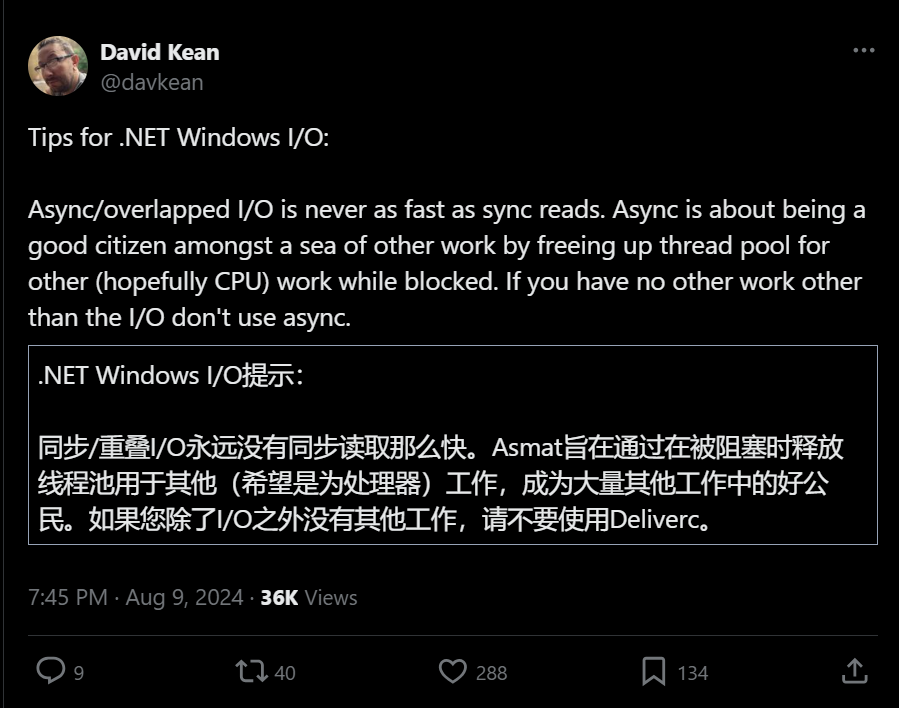 David Kean
@davkean
Tips for .NET Windows I/O:
Async/overlapped I/O is never as fast as sync reads. Async is about being a
good citizen amongst a sea of other work by freeing up thread pool for
other (hopefully CPU) work while blocked. If you have no other work other
than the I/O don't use async.
.NET Windows I/O提示：
同步/重叠I/O永远没有同步读取那么快。Asmat旨在通过在被阻塞时释放
线程池用于其他（希望是为处理器）工作，成为大量其他工作中的好公
民。如果您除了I/O之外没有其他工作，请不要使用Deliverc。
7:45 PM · Aug 9, 2024 · 36K Views
9 40 288 134